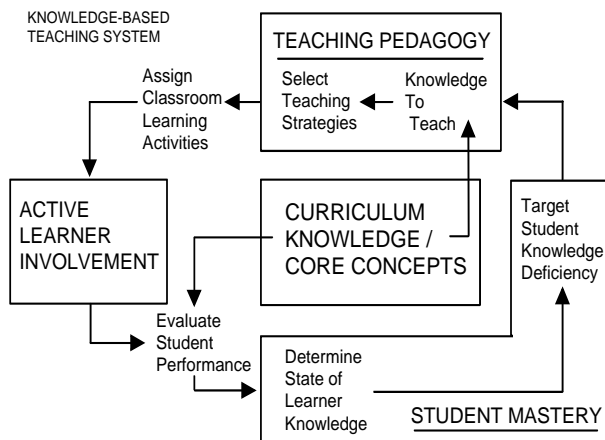 KNOWLEDGE-BASED
TEACHING SYSTEM
TEACHING PEDAGOGY
Assign
Classroom
Learning
Activities
Select
Teaching
Strategies
Knowledge
To
Teach
ACTIVE
LEARNER
INVOLVEMENT
CURRICULUM
KNOWLEDGE /
CORE CONCEPTS
Target
Student
Knowledge
Deficiency
Evaluate
Student
Performance
Determine
State of
Learner
Knowledge
STUDENT MASTERY